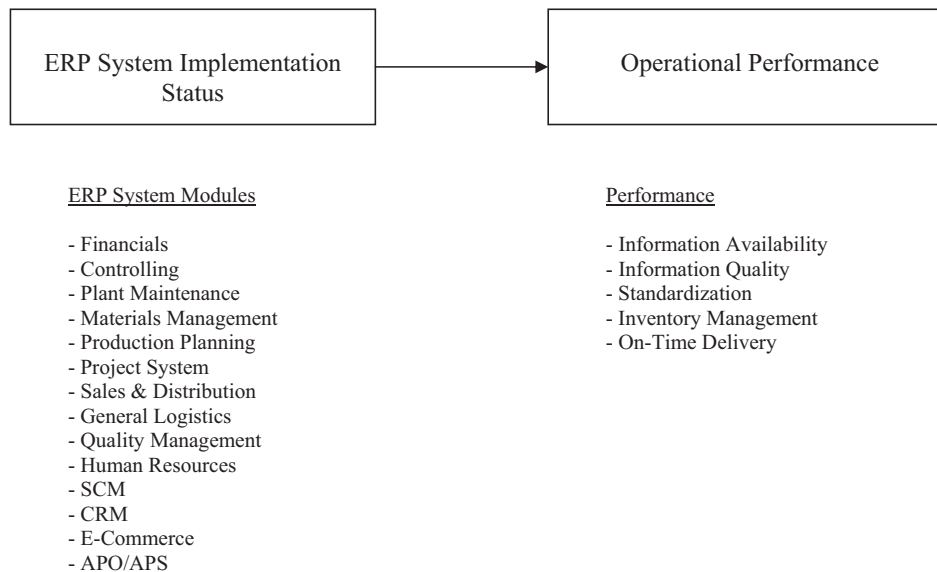 ERP System Implementation
Status
Operational Performance
ERP System Modules
- Financials
- Controlling
- Plant Maintenance
- Materials Management
- Production Planning
- Project System
- Sales & Distribution
- General Logistics
- Quality Management
- Human Resources
- SCM
- CRM
- E-Commerce
- APO/APS
Performance
- Information Availability
- Information Quality
- Standardization
- Inventory Management
- On-Time Delivery